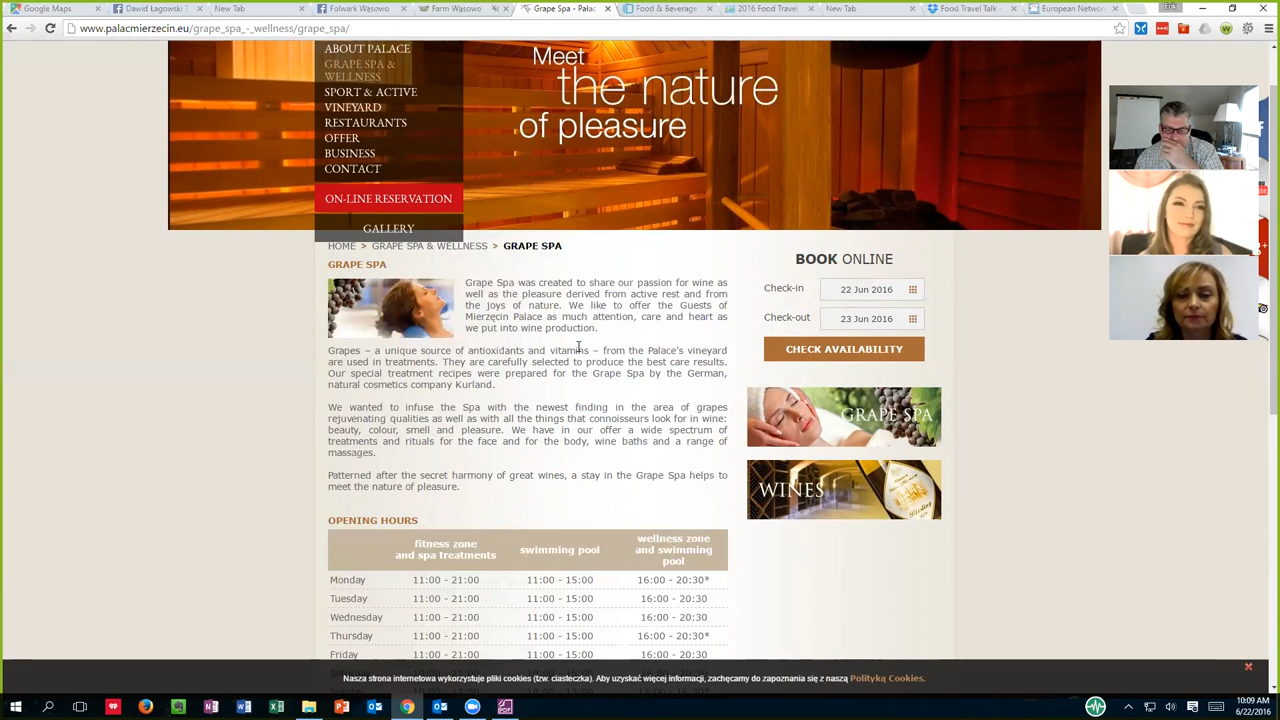 Google Maps
David Łagowski
New Tab
Folwark Wąsowo
Farm Wąsowo
Grape Spa - Palac
Food & Beverage
2016 Food Travel
New Tab
Food Travel Talk -
European Networ
Erik
www.palacmierzecin.eu/grape_spa_-_wellness/grape_spa/
ABOUT PALACE
GRAPE SPA &
WELLNESS
SPORT & ACTIVE
VINEYARD
RESTAURANTS
OFFER
BUSINESS
CONTACT
ON-LINE RESERVATION
GALLERY
Meet
the nature
of pleasure
HOME > GRAPE SPA & WELLNESS > GRAPE SPA
GRAPE SPA
Grape Spa was created to share our passion for wine as
well as the pleasure derived from active rest and from
the joys of nature. We like to offer the Guests of
Mierzęcin Palace as much attention, care and heart as
we put into wine production.
Grapes – a unique source of antioxidants and vitamins – from the Palace's vineyard
are used in treatments. They are carefully selected to produce the best care results.
Our special treatment recipes were prepared for the Grape Spa by the German,
natural cosmetics company Kurland.
We wanted to infuse the Spa with the newest finding in the area of grapes
rejuvenating qualities as well as with all the things that connoisseurs look for in wine:
beauty, colour, smell and pleasure. We have in our offer a wide spectrum of
treatments and rituals for the face and for the body, wine baths and a range of
massages.
Patterned after the secret harmony of great wines, a stay in the Grape Spa helps to
meet the nature of pleasure.
OPENING HOURS
fitness zone
and spa treatments
swimming pool
wellness zone
and swimming
pool
Monday 11:00 - 21:00 11:00 - 15:00 16:00 - 20:30*
Tuesday 11:00 - 21:00 11:00 - 15:00 16:00 - 20:30
Wednesday 11:00 - 21:00 11:00 - 15:00 16:00 - 20:30
Thursday 11:00 - 21:00 11:00 - 15:00 16:00 - 20:30*
Friday 11:00 - 21:00 11:00 - 15:00 16:00 - 20:30
BOOK ONLINE
Check-in 22 Jun 2016
Check-out 23 Jun 2016
CHECK AVAILABILITY
GRAPE SPA
WINES
Nasza strona internetowa wykorzystuje pliki cookies (tzw. ciasteczka). Aby uzyskać więcej informacji, zachęcamy do zapoznania się z naszą Polityką Cookies.
10:09 AM
6/22/2016